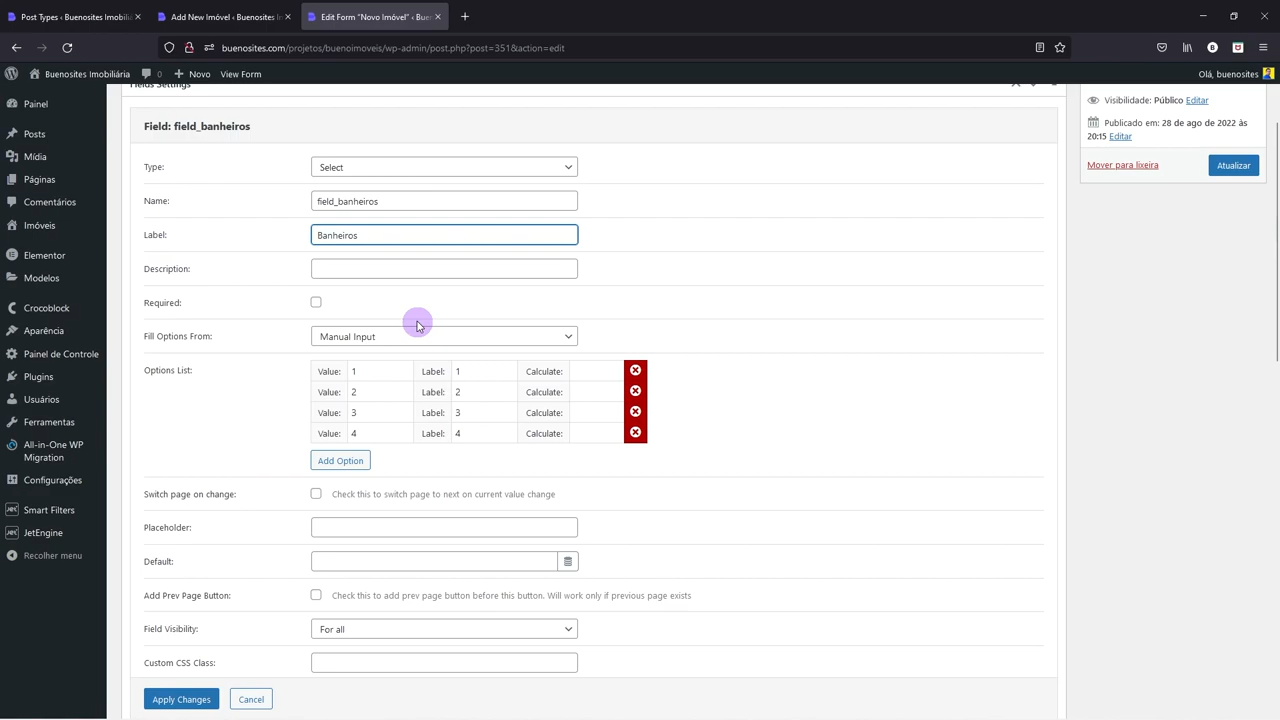 Post Types ‹ Buenosites Imobiliá
Add New Imóvel ‹ Buenosites In
Edit Form "Novo Imóvel" ‹ Buen
buenosites.com/projetos/buenoimoveis/wp-admin/post.php?post=351&action=edit
Buenosites Imobiliária
0
Novo
View Form
Olá, buenosites
Painel
Posts
Mídia
Páginas
Comentários
Imóveis
Elementor
Modelos
Crocoblock
Aparência
Painel de Controle
Plugins
Usuários
Ferramentas
All-in-One WP
Migration
Configurações
Smart Filters
JetEngine
Recolher menu
Fields Settings
Field: field_banheiros
Type: Select
Name: field_banheiros
Label: Banheiros
Description:
Required:
Fill Options From: Manual Input
Options List:
Value: 1 Label: 1 Calculate:
Value: 2 Label: 2 Calculate:
Value: 3 Label: 3 Calculate:
Value: 4 Label: 4 Calculate:
Add Option
Switch page on change: Check this to switch page to next on current value change
Placeholder:
Default:
Add Prev Page Button: Check this to add prev page button before this button. Will work only if previous page exists
Field Visibility: For all
Custom CSS Class:
Apply Changes Cancel
Visibilidade: Público Editar
Publicado em: 28 de ago de 2022 às
20:15 Editar
Mover para lixeira Atualizar